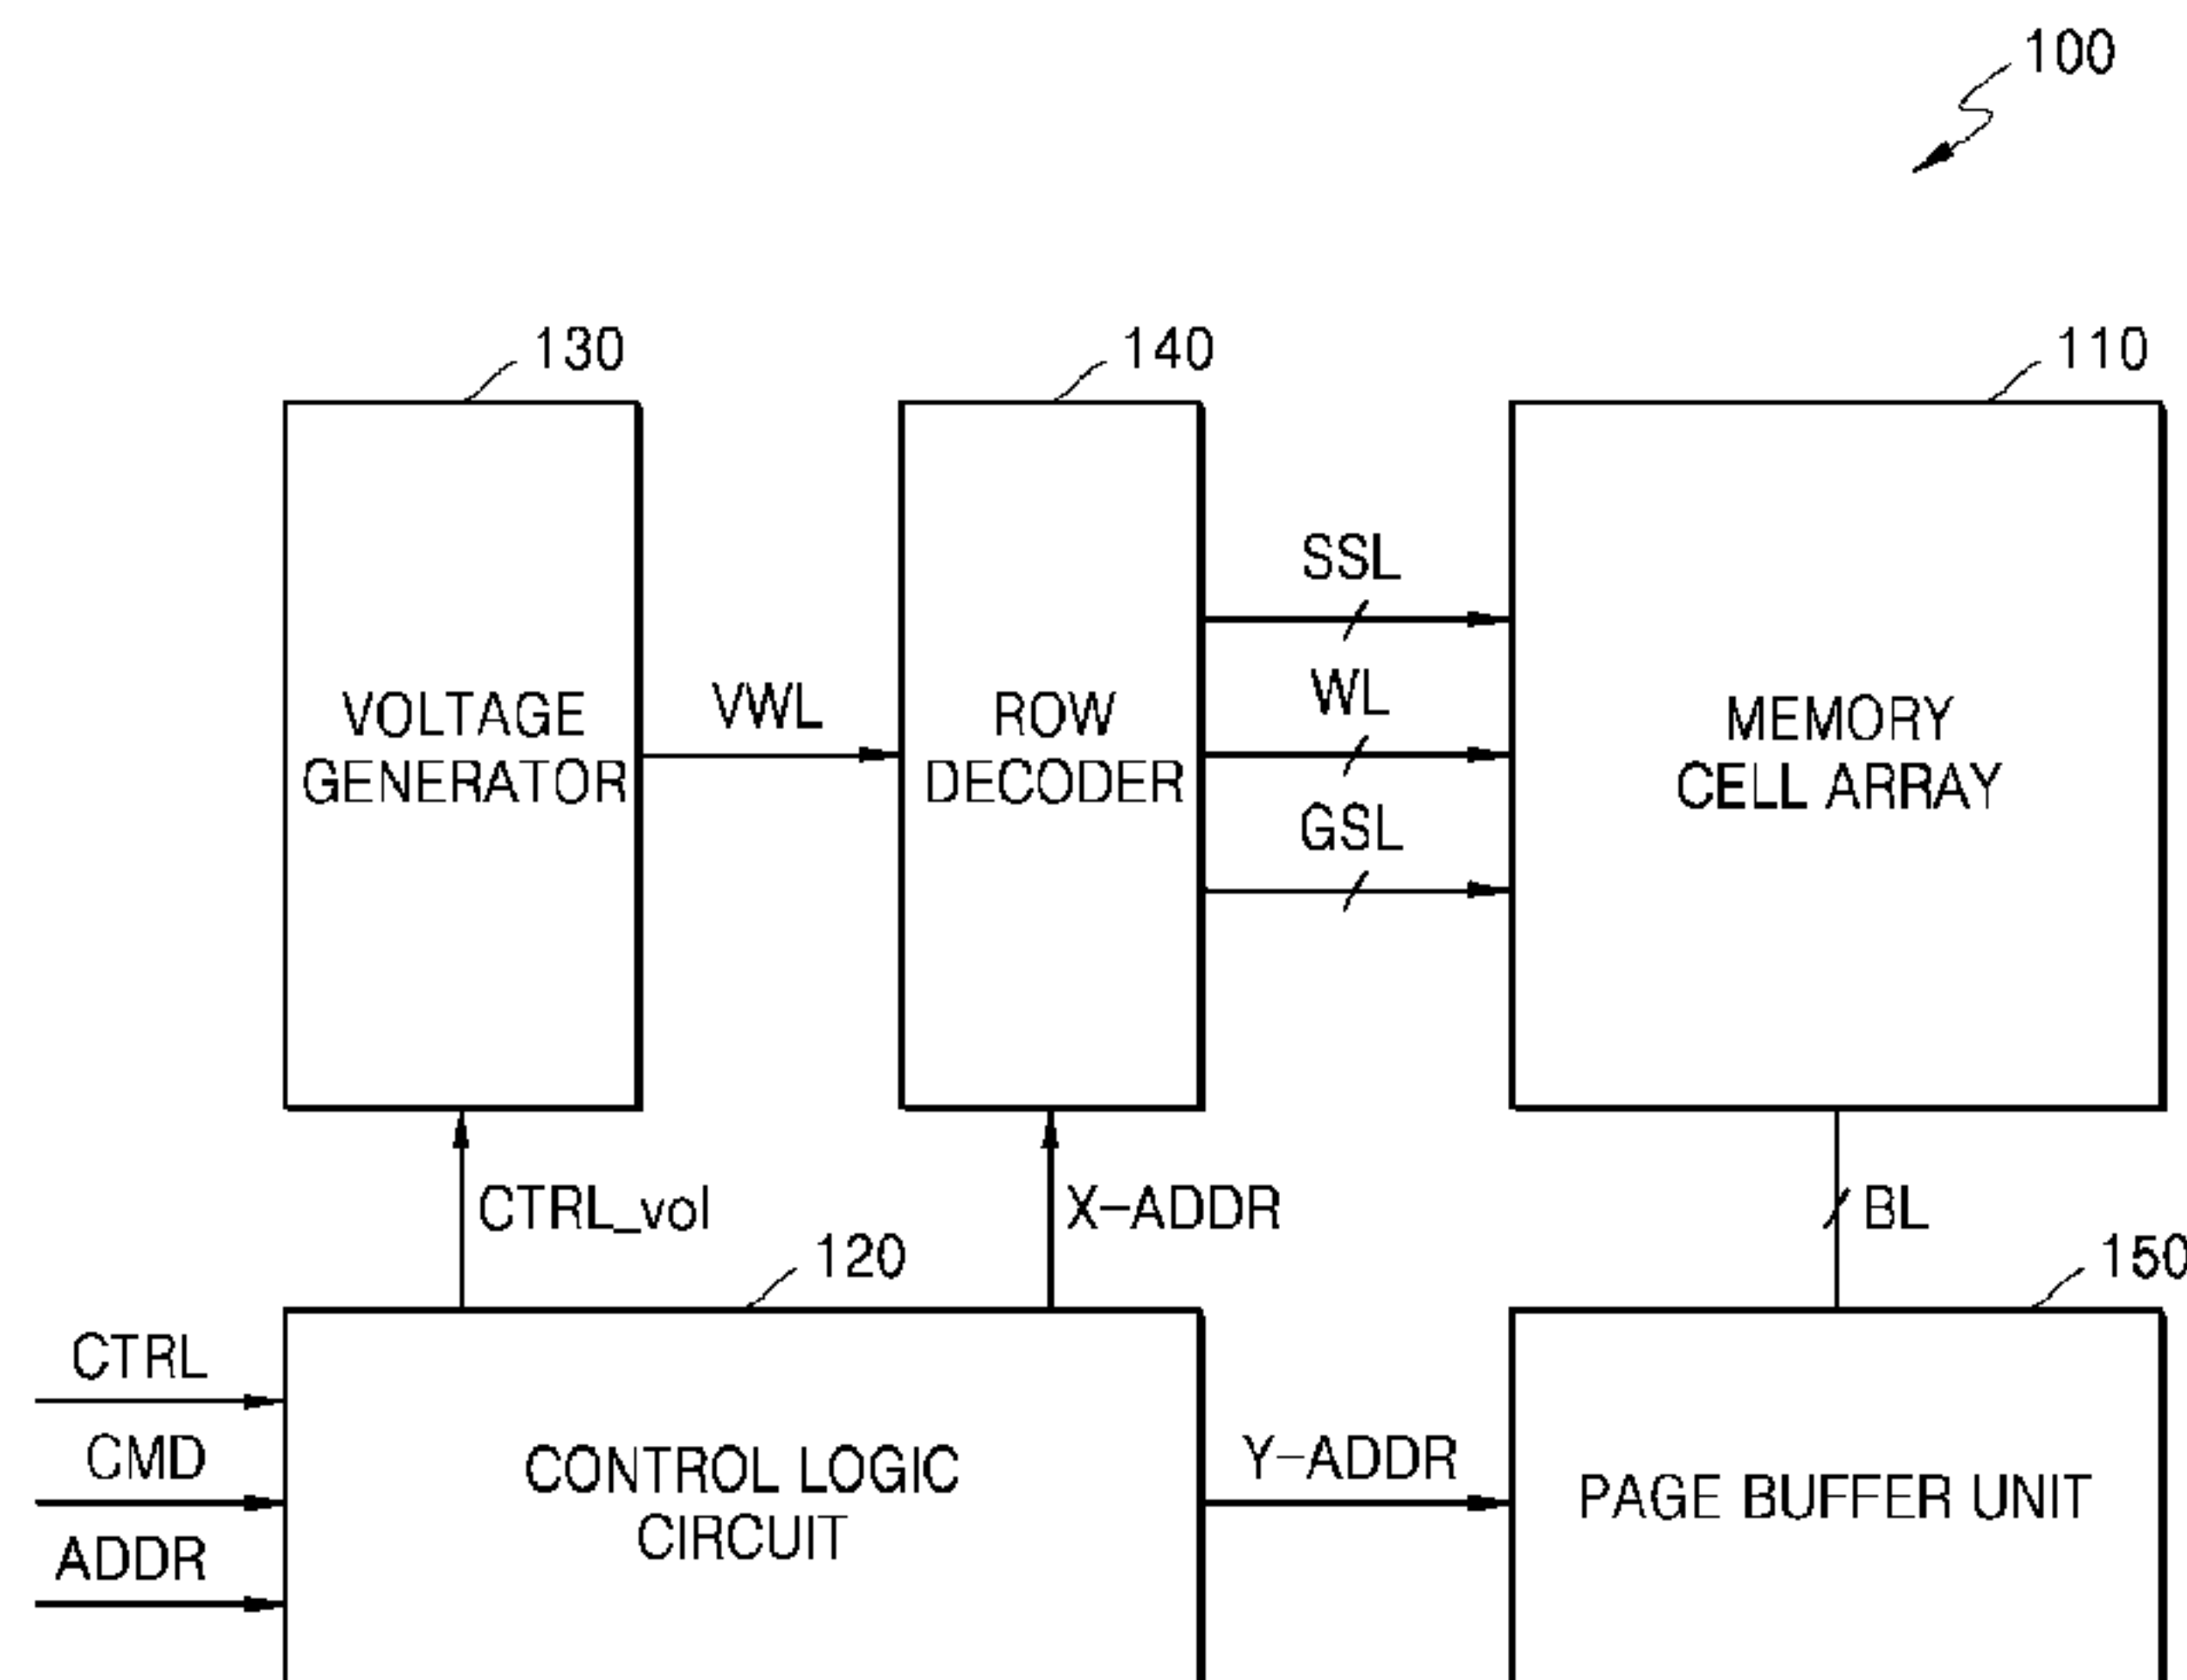 100
130
140
110
SSL
VWL
WL
VOLTAGE
GENERATOR
ROW
DECODER
MEMORY
CELL ARRAY
GSL
CTRL_vol
X-ADDR
BL
120
150
CTRL
CMD
ADDR
CONTROL LOGIC
CIRCUIT
Y-ADDR
PAGE BUFFER UNIT